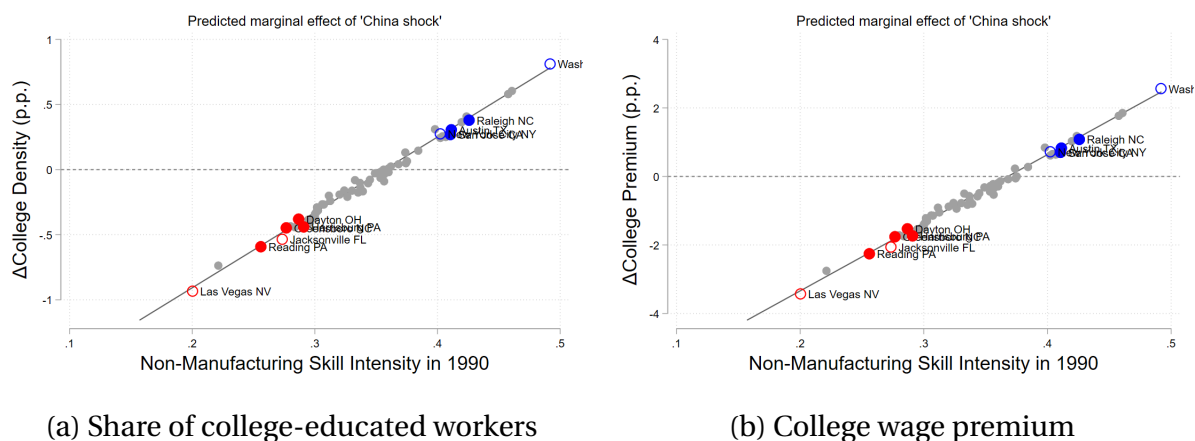 Predicted marginal effect of 'China shock'
ΔCollege Density (p.p.)
1
.5
0
-.5
-1
Wash
Raleigh NC
Austin TX
Dayton OH
Jacksonville FL
Reading PA
Las Vegas NV
.1 .2 .3 .4 .5
Non-Manufacturing Skill Intensity in 1990
(a) Share of college-educated workers
Predicted marginal effect of 'China shock'
ΔCollege Premium (p.p.)
4
2
0
-2
-4
Wash
Raleigh NC
Austin TX
Dayton OH
Jacksonville FL
Reading PA
Las Vegas NV
.1 .2 .3 .4 .5
Non-Manufacturing Skill Intensity in 1990
(b) College wage premium